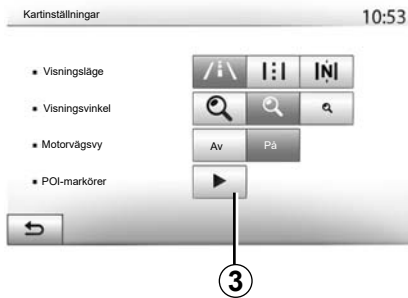 Kartinställningar 10:53
Visningsläge
N
Visningsvinkel
Motorvägsvy Av På
POI-markörer
3